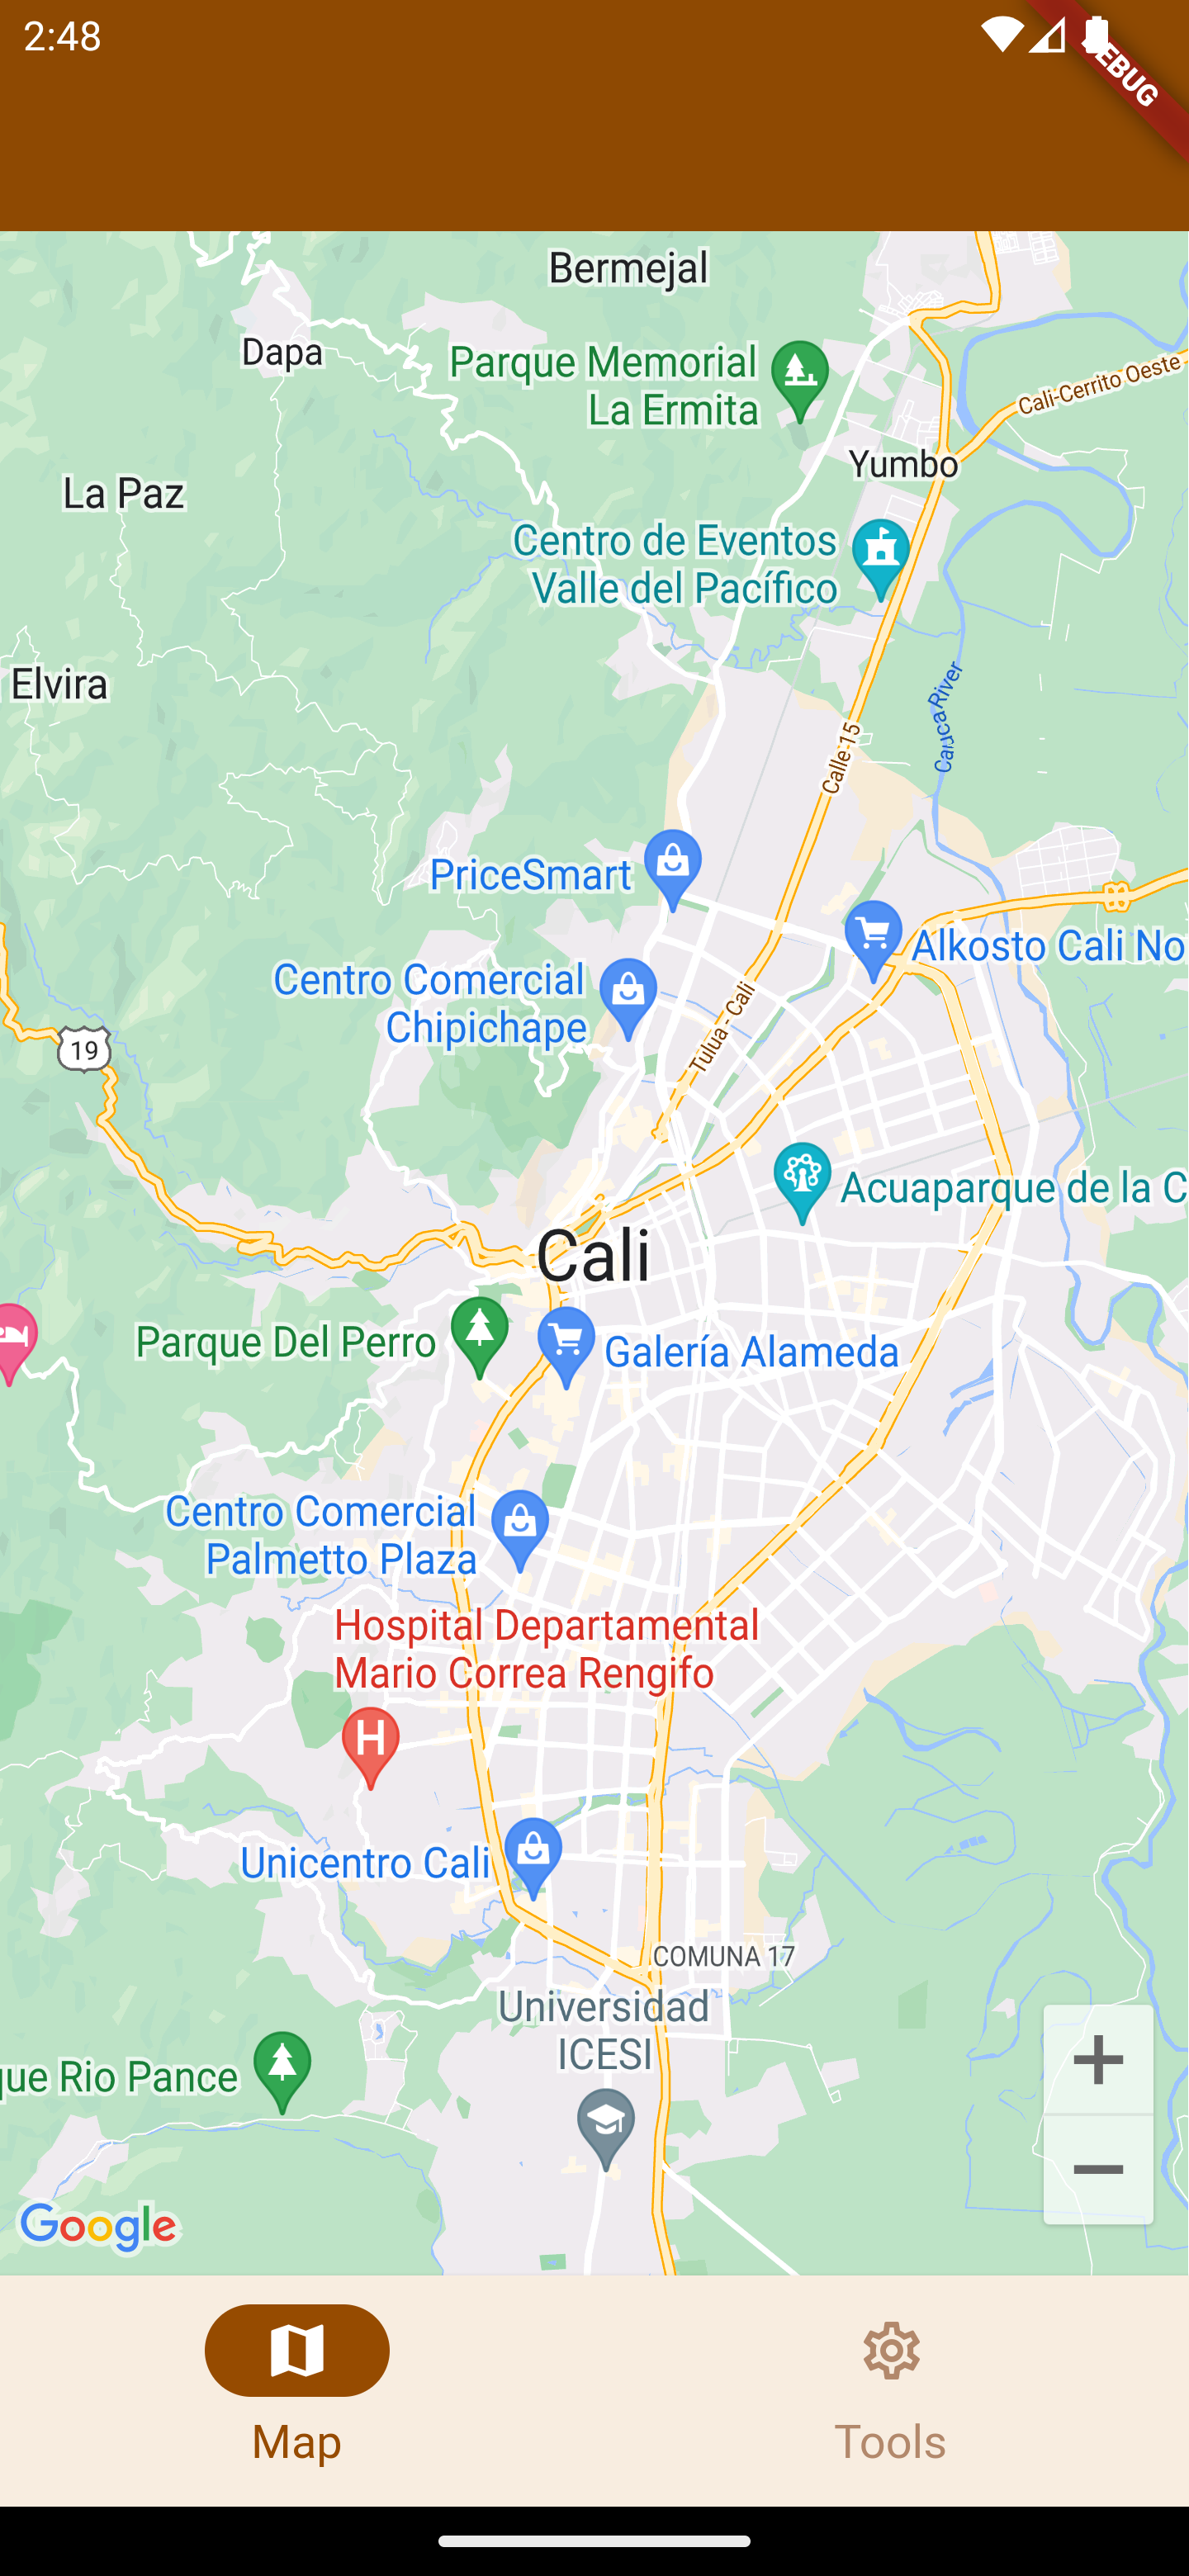 2:48
EBUG
Bermejal
Dapa
Parque Memorial
La Ermita
Cali-Cerrito Oeste
Yumbo
La Paz
Centro de Eventos
Valle del Pacífico
Elvira
Cauca River
Calle 15
PriceSmart
Alkosto Cali No
Centro Comercial
Chipichape
Tulua - Cali
19
Acuaparque de la C
Cali
Parque Del Perro
Galería Alameda
Centro Comercial
Palmetto Plaza
Hospital Departamental
Mario Correa Rengifo
H
Unicentro Cali
COMUNA 17
Universidad
ICESI
que Rio Pance
Google
Map
Tools